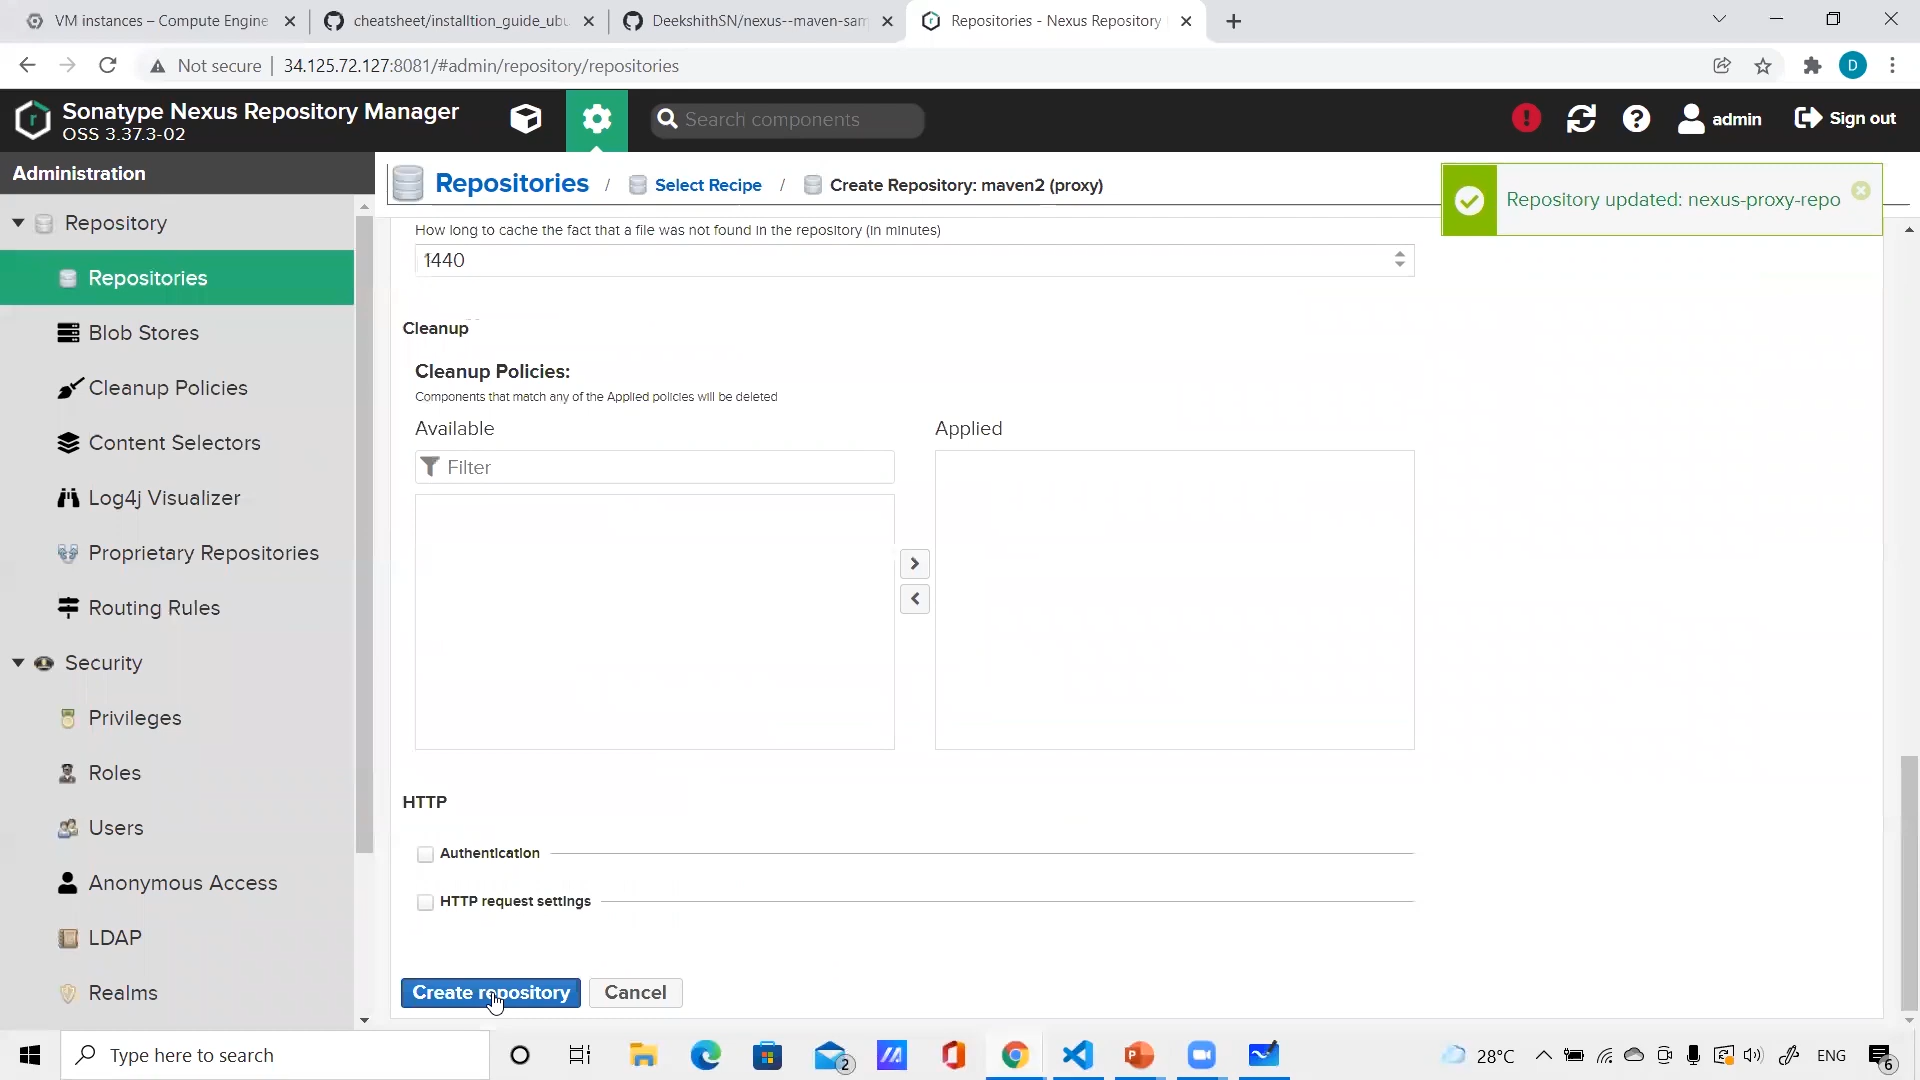 VM instances – Compute Engine
cheatsheet/installtion_guide_ubu
DeekshithSN/nexus--maven-sam
Repositories - Nexus Repository
Not secure
34.125.72.127:8081/#admin/repository/repositories
D
Sonatype Nexus Repository Manager
OSS 3.37.3-02
Search components
admin
Sign out
Administration
Repositories / Select Recipe / Create Repository: maven2 (proxy)
Repository updated: nexus-proxy-repo
Repository
Repositories
Blob Stores
Cleanup Policies
Content Selectors
Log4j Visualizer
Proprietary Repositories
Routing Rules
Security
Privileges
Roles
Users
Anonymous Access
LDAP
Realms
How long to cache the fact that a file was not found in the repository (in minutes)
1440
Cleanup
Cleanup Policies:
Components that match any of the Applied policies will be deleted
Available
Applied
Filter
HTTP
Authentication
HTTP request settings
Create repository
Cancel
Type here to search
2
28°C
ENG
6